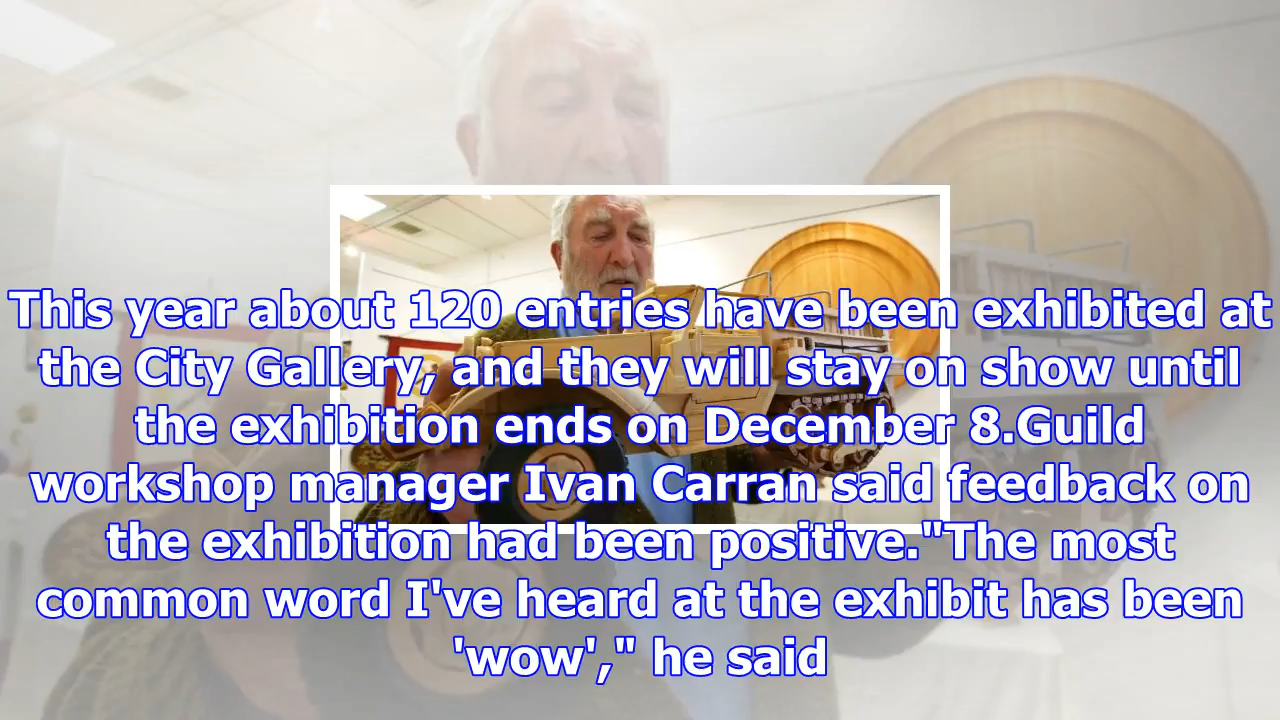 This year about 120 entries have been exhibited at
the City Gallery, and they will stay on show until
the exhibition ends on December 8.Guild
workshop manager Ivan Carran said feedback on
the exhibition had been positive."The most
common word I've heard at the exhibit has been
'wow'," he said